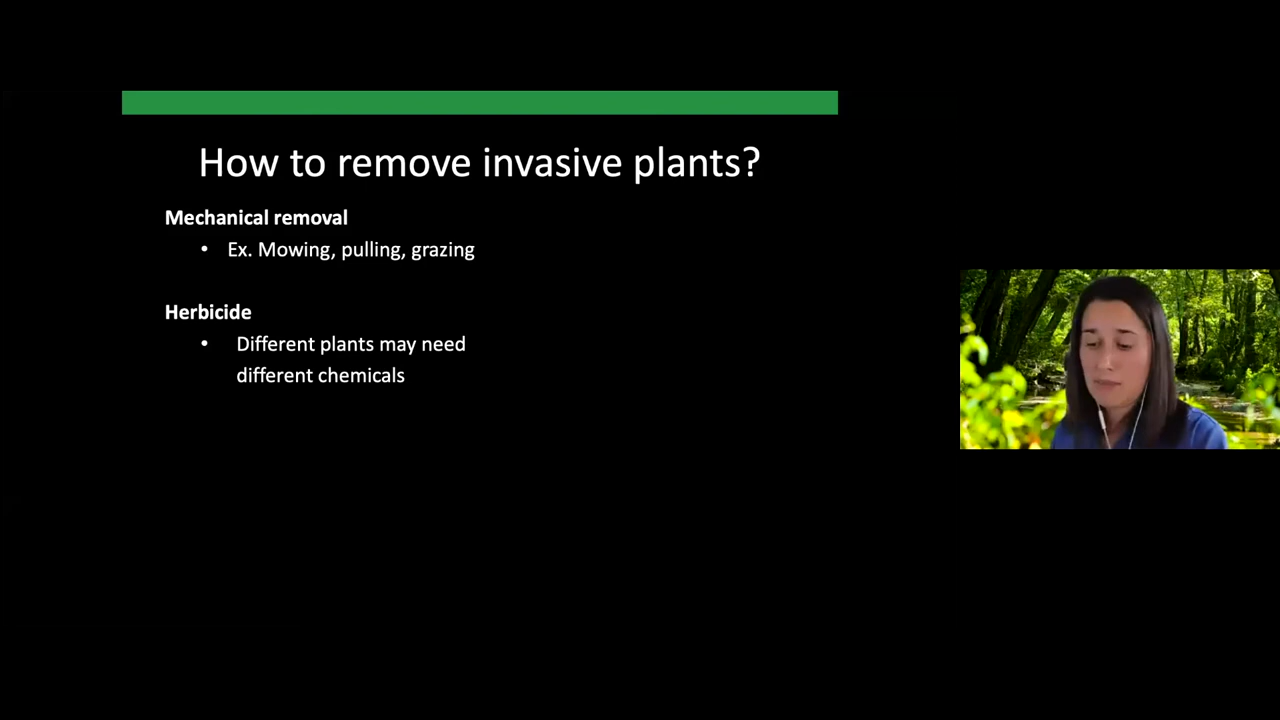 How to remove invasive plants?
Mechanical removal
• Ex. Mowing, pulling, grazing
Herbicide
• Different plants may need
different chemicals